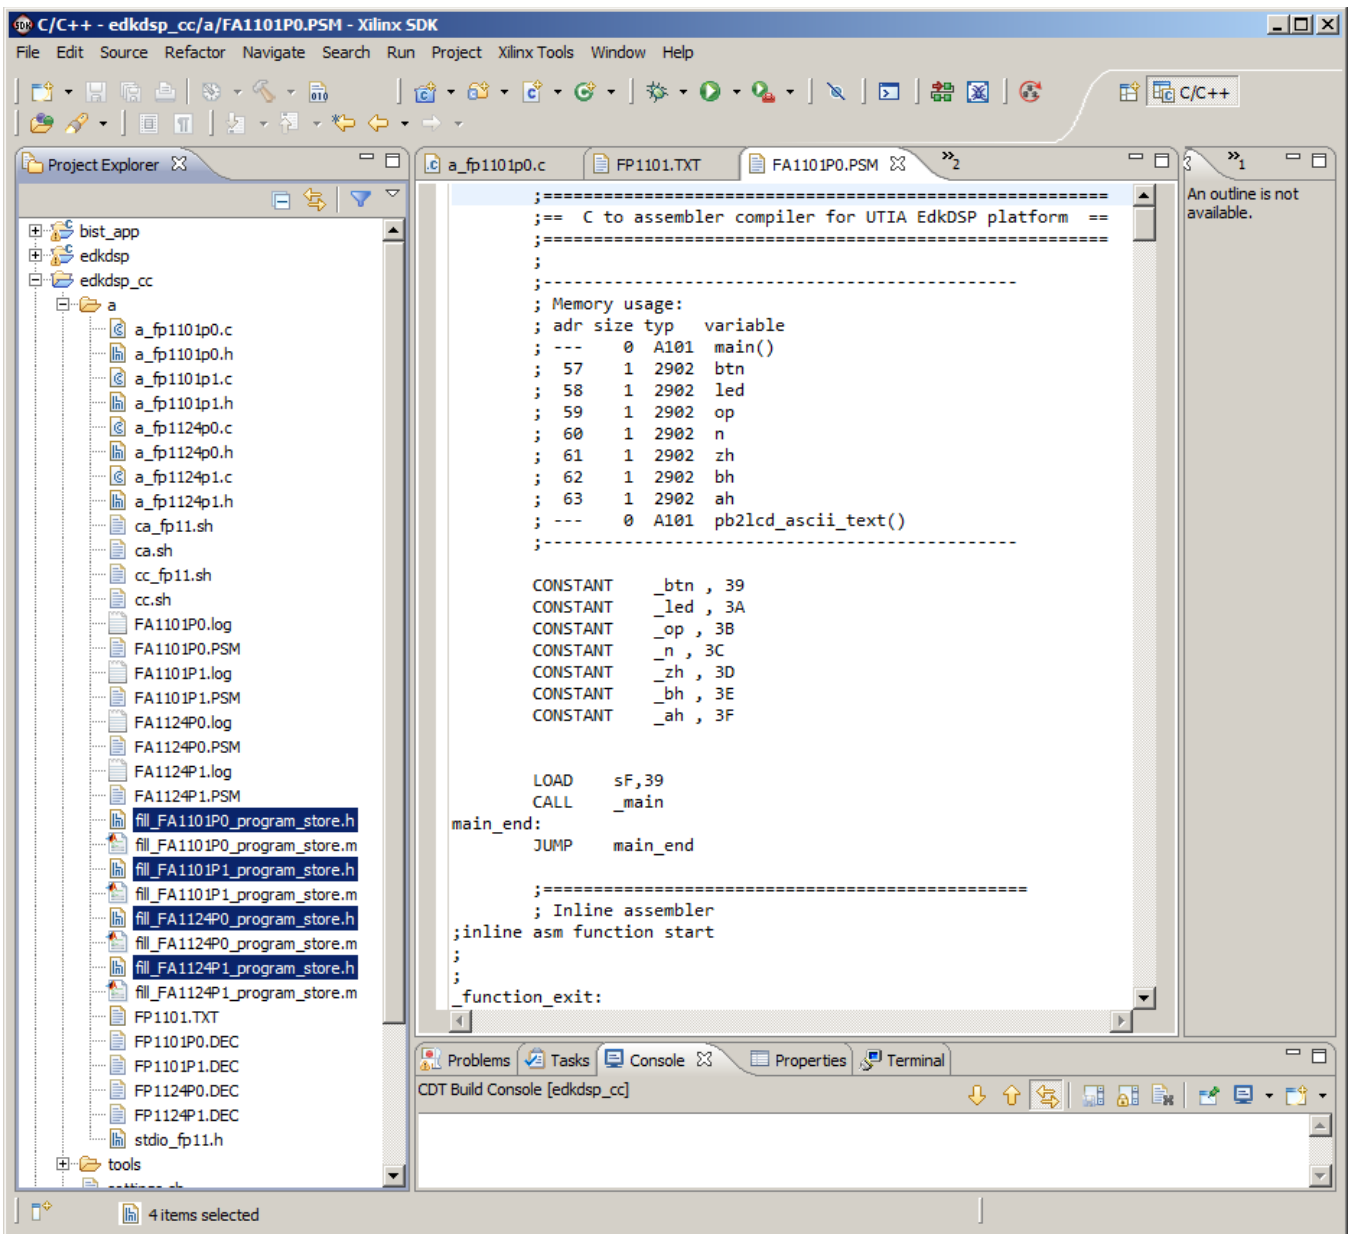 C/C++ - edkdsp_cc/a/FA1101P0.PSM - Xilinx SDK
File Edit Source Refactor Navigate Search Run Project Xilinx Tools Window Help
C/C++
Project Explorer
bist_app
edkdsp
edkdsp_cc
a
a_fp1101p0.c
a_fp1101p0.h
a_fp1101p1.c
a_fp1101p1.h
a_fp1124p0.c
a_fp1124p0.h
a_fp1124p1.c
a_fp1124p1.h
ca_fp11.sh
ca.sh
cc_fp11.sh
cc.sh
FA1101P0.log
FA1101P0.PSM
FA1101P1.log
FA1101P1.PSM
FA1124P0.log
FA1124P0.PSM
FA1124P1.log
FA1124P1.PSM
fill_FA1101P0_program_store.h
fill_FA1101P0_program_store.m
fill_FA1101P1_program_store.h
fill_FA1101P1_program_store.m
fill_FA1124P0_program_store.h
fill_FA1124P0_program_store.m
fill_FA1124P1_program_store.h
fill_FA1124P1_program_store.m
FP1101.TXT
FP1101P0.DEC
FP1101P1.DEC
FP1124P0.DEC
FP1124P1.DEC
stdio_fp11.h
tools
a_fp1101p0.c FP1101.TXT FA1101P0.PSM »2
;========================================================
;== C to assembler compiler for UTIA EdkDSP platform ==
;========================================================
;
;-----------------------------------------------
; Memory usage:
; adr size typ variable
; --- 0 A101 main()
; 57 1 2902 btn
; 58 1 2902 led
; 59 1 2902 op
; 60 1 2902 n
; 61 1 2902 zh
; 62 1 2902 bh
; 63 1 2902 ah
; --- 0 A101 pb2lcd_ascii_text()
;-----------------------------------------------
CONSTANT _btn , 39
CONSTANT _led , 3A
CONSTANT _op , 3B
CONSTANT _n , 3C
CONSTANT _zh , 3D
CONSTANT _bh , 3E
CONSTANT _ah , 3F
LOAD sF,39
CALL _main
main_end:
JUMP main_end
;================================================
; Inline assembler
;inline asm function start
;
;
_function_exit:
»1
An outline is not
available.
Problems Tasks Console Properties Terminal
CDT Build Console [edkdsp_cc]
4 items selected